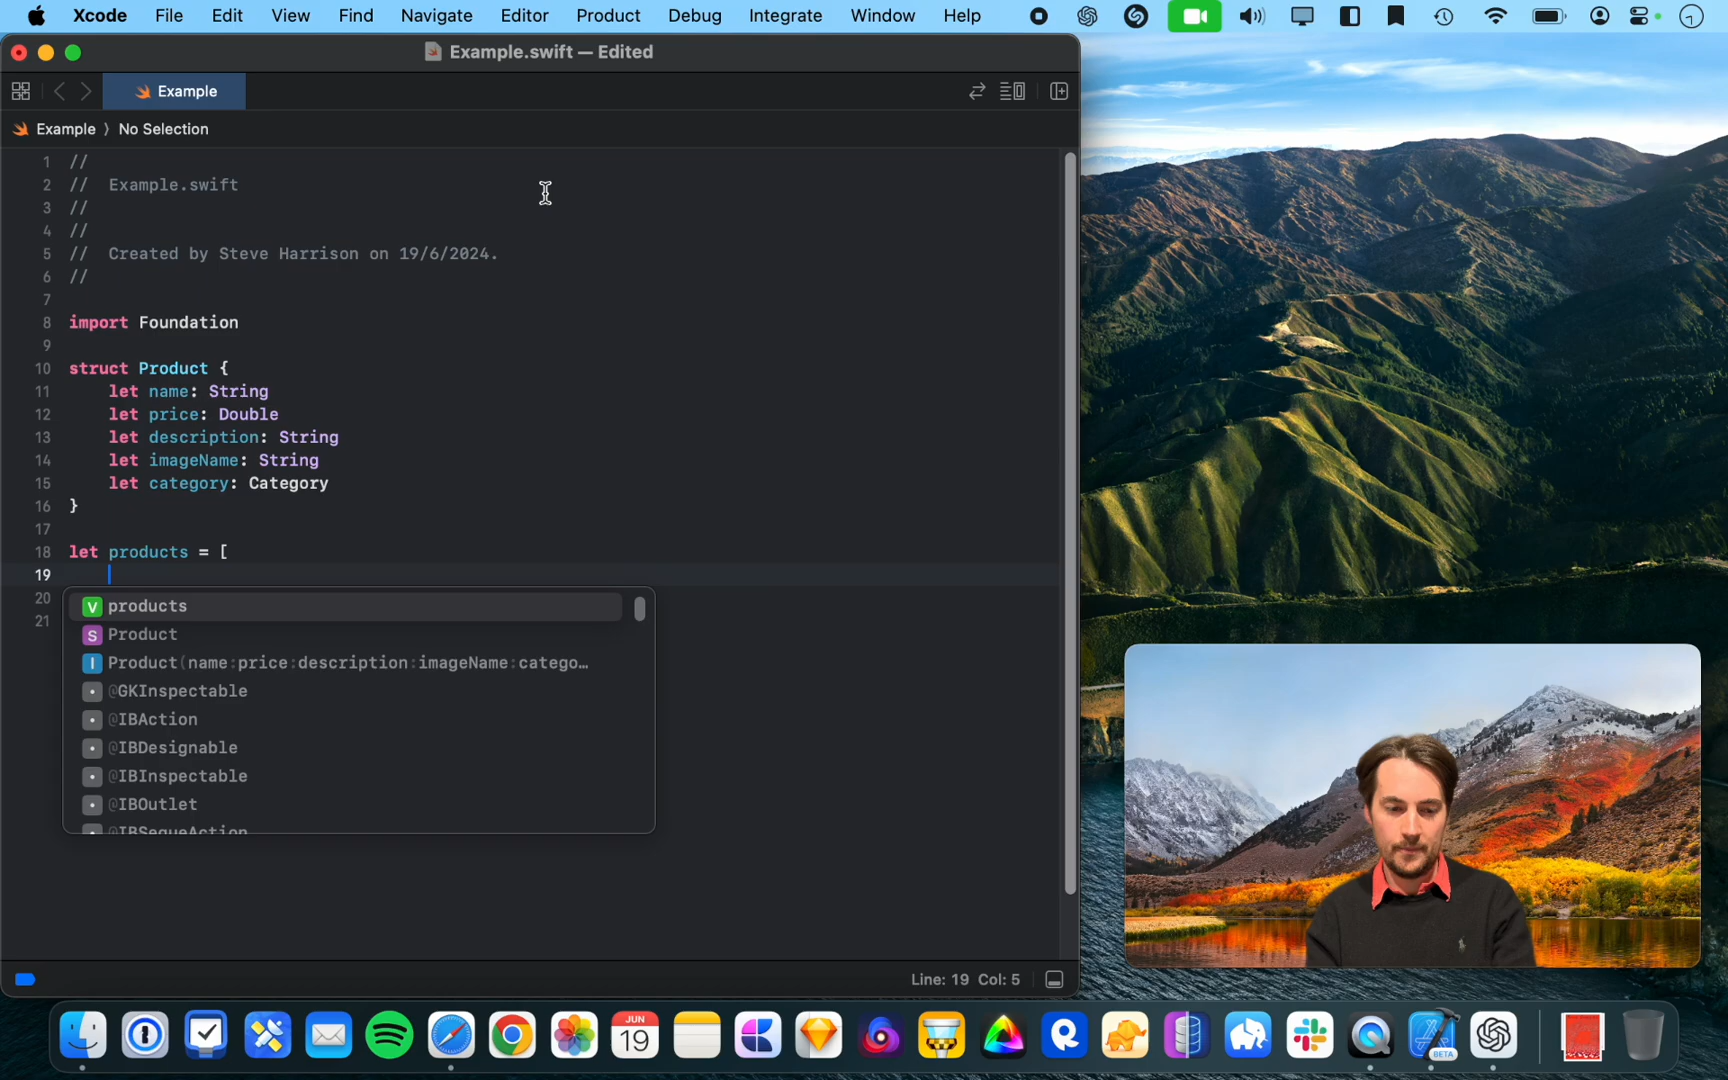 Xcode File Edit View Find Navigate Editor Product Debug Integrate Window Help
Example.swift — Edited
Example
Example ⟩ No Selection
1 //
2 // Example.swift
3 //
4 //
5 // Created by Steve Harrison on 19/6/2024.
6 //
7
8 import Foundation
9
10 struct Product {
11 let name: String
12 let price: Double
13 let description: String
14 let imageName: String
15 let category: Category
16 }
17
18 let products = [
19
20
21
V products
S Product
I Product(name:price:description:imageName:catego…
@GKInspectable
@IBAction
@IBDesignable
@IBInspectable
@IBOutlet
@IBSegueAction
Line: 19 Col: 5
JUN
19
BETA